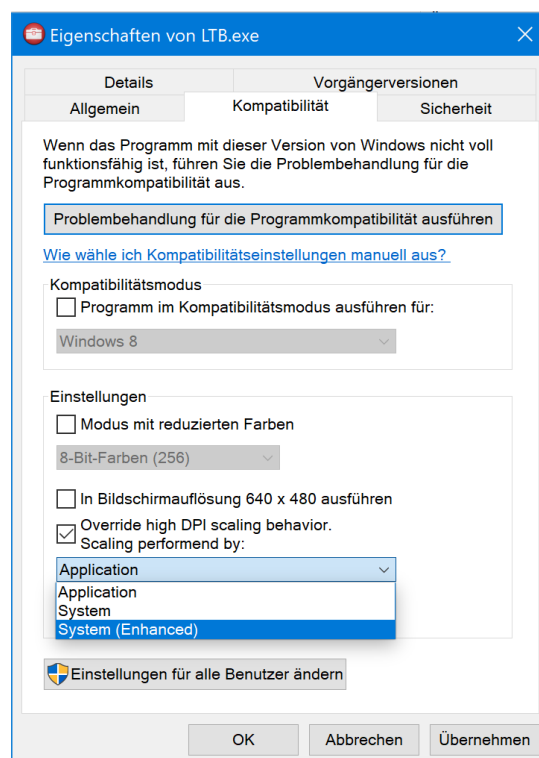 Eigenschaften von LTB.exe
Details
Vorgängerversionen
Allgemein
Kompatibilität
Sicherheit
Wenn das Programm mit dieser Version von Windows nicht voll
funktionsfähig ist, führen Sie die Problembehandlung für die
Programmkompatibilität aus.
Problembehandlung für die Programmkompatibilität ausführen
Wie wähle ich Kompatibilitätseinstellungen manuell aus?
Kompatibilitätsmodus
Programm im Kompatibilitätsmodus ausführen für:
Windows 8
Einstellungen
Modus mit reduzierten Farben
8-Bit-Farben (256)
In Bildschirmauflösung 640 x 480 ausführen
Override high DPI scaling behavior.
Scaling performend by:
Application
Application
System
System (Enhanced)
Einstellungen für alle Benutzer ändern
OK
Abbrechen
Übernehmen